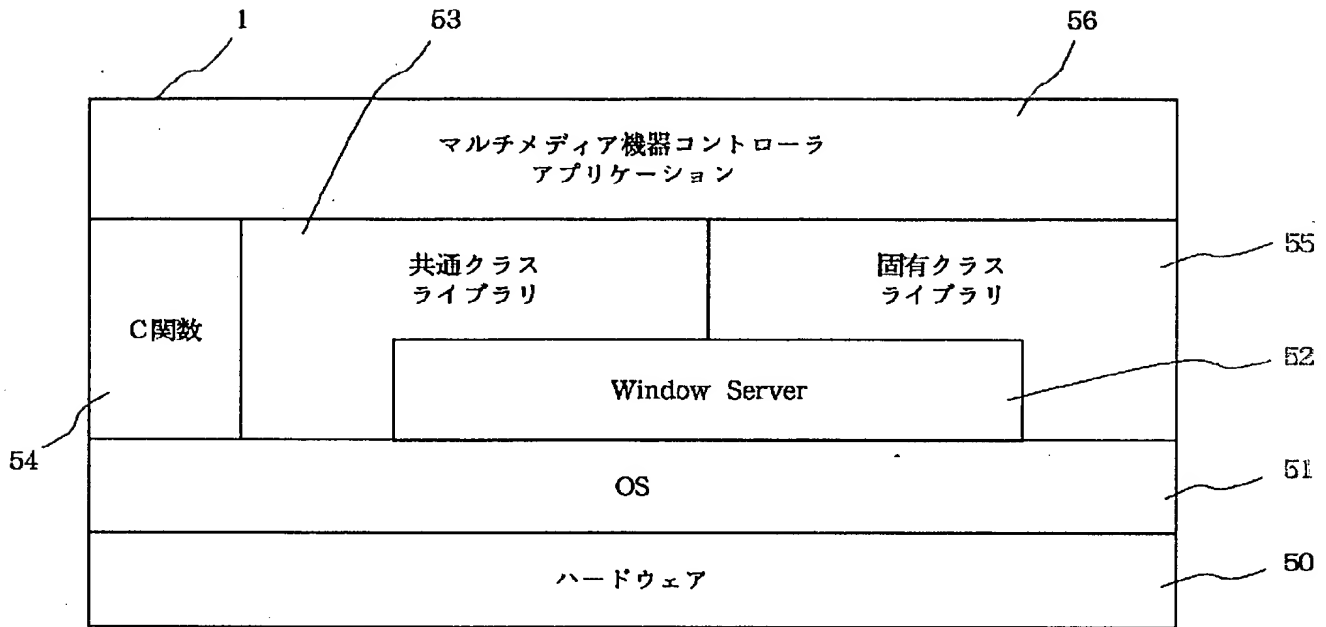 1
53
56
マルチメディア機器コントローラ
アプリケーション
共通クラス
ライブラリ
固有クラス
ライブラリ
55
C関数
Window Server
52
54
OS
51
ハードウェア
50